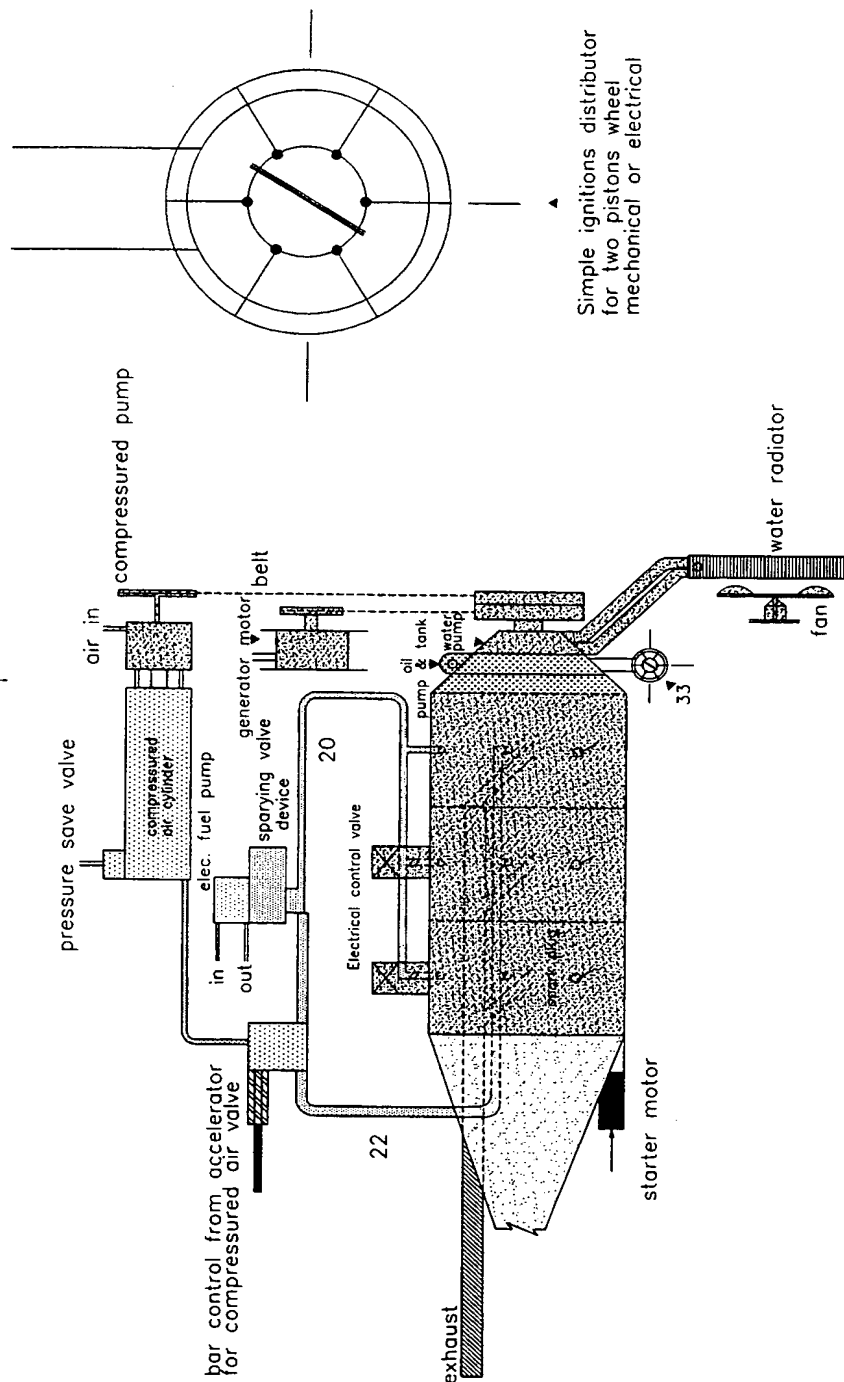 Simple ignitions distributor
for two pistons wheel
mechanical or electrical
compressured pump
air in
pressure save valve
compressured
air cylinder
belt
generator motor
elec. fuel pump
sparying valve
device
in
out
20
Electrical control valve
bar control from accelerator
for compressured air valve
22
oil tank
pump &
water
pump
33
water radiator
fan
spark plug
starter motor
exhaust